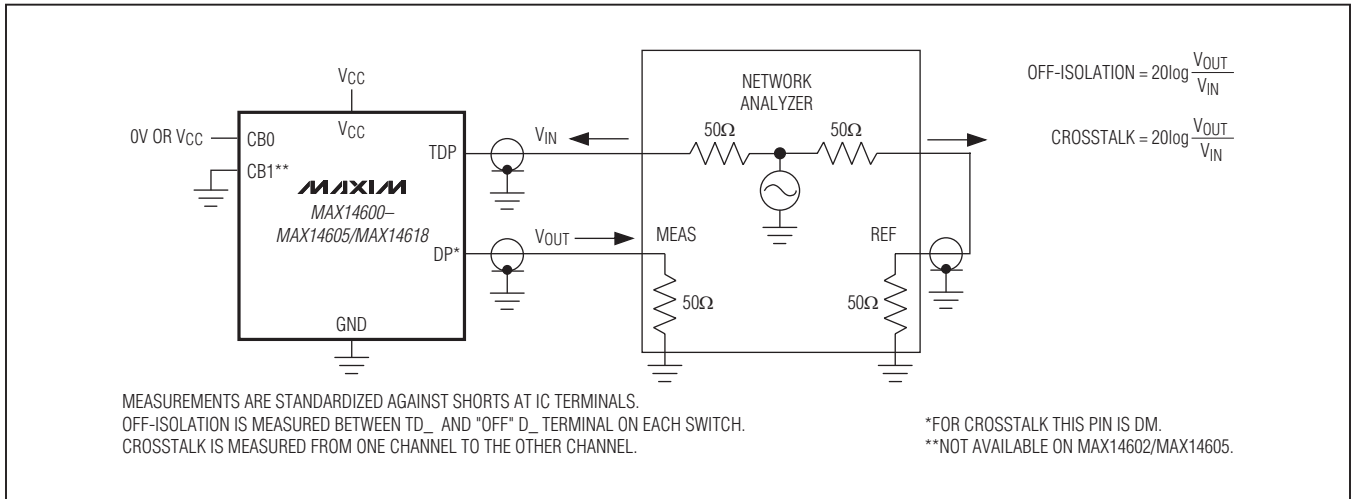 NETWORK
ANALYZER
OFF-ISOLATION = 20log VOUT / VIN
CROSSTALK = 20log VOUT / VIN
VCC
VCC
0V OR VCC
CB0
CB1**
TDP
VIN
50Ω
50Ω
MAXIM
MAX14600–
MAX14605/MAX14618
DP*
VOUT
MEAS
REF
50Ω
50Ω
GND
MEASUREMENTS ARE STANDARDIZED AGAINST SHORTS AT IC TERMINALS.
OFF-ISOLATION IS MEASURED BETWEEN TD_ AND "OFF" D_ TERMINAL ON EACH SWITCH.
CROSSTALK IS MEASURED FROM ONE CHANNEL TO THE OTHER CHANNEL.
*FOR CROSSTALK THIS PIN IS DM.
**NOT AVAILABLE ON MAX14602/MAX14605.